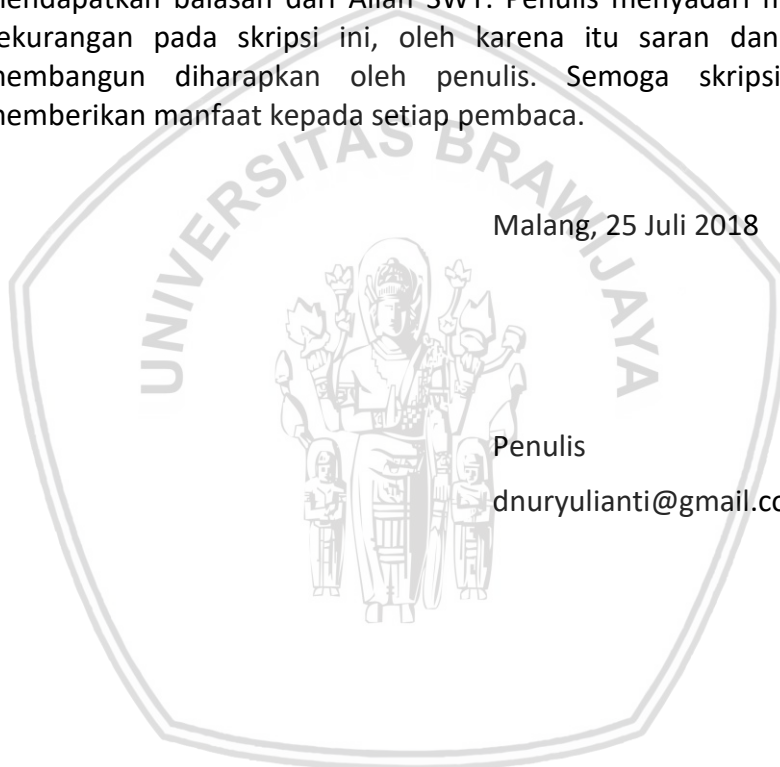 mendapatkan balasan dari Allah SWT. Penulis menyadari
kekurangan pada skripsi ini, oleh karena itu saran dan
membangun diharapkan oleh penulis. Semoga skripsi
memberikan manfaat kepada setiap pembaca.
UNIVERSITAS BRAWIJAYA
Malang, 25 Juli 2018
Penulis
dnuryulianti@gmail.co